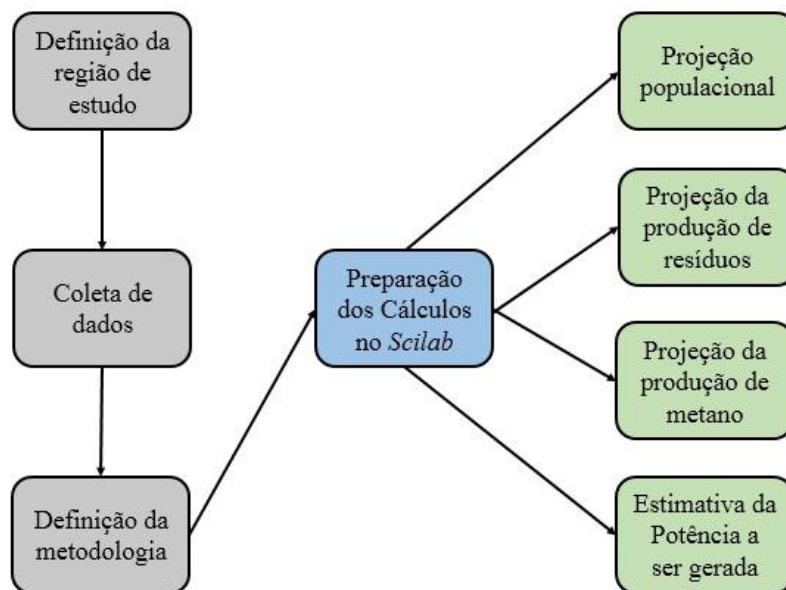 Definição da
região de
estudo
Coleta de
dados
Definição da
metodologia
Preparação
dos Cálculos
no Scilab
Projeção
populacional
Projeção da
produção de
resíduos
Projeção da
produção de
metano
Estimativa da
Potência a
ser gerada